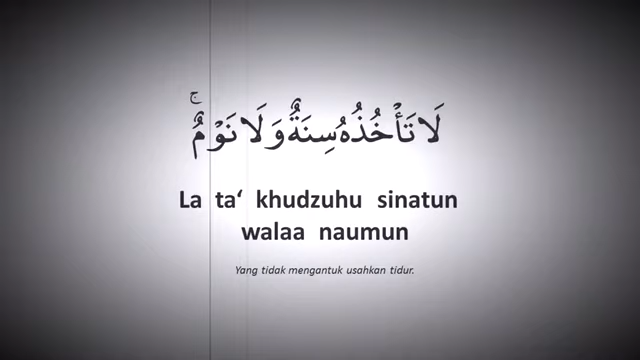 لَا تَأْخُذُهُ سِنَةٌ وَلَا نَوْمٌ ۚ
La ta‘ khudzuhu sinatun
walaa naumun
Yang tidak mengantuk usahkan tidur.